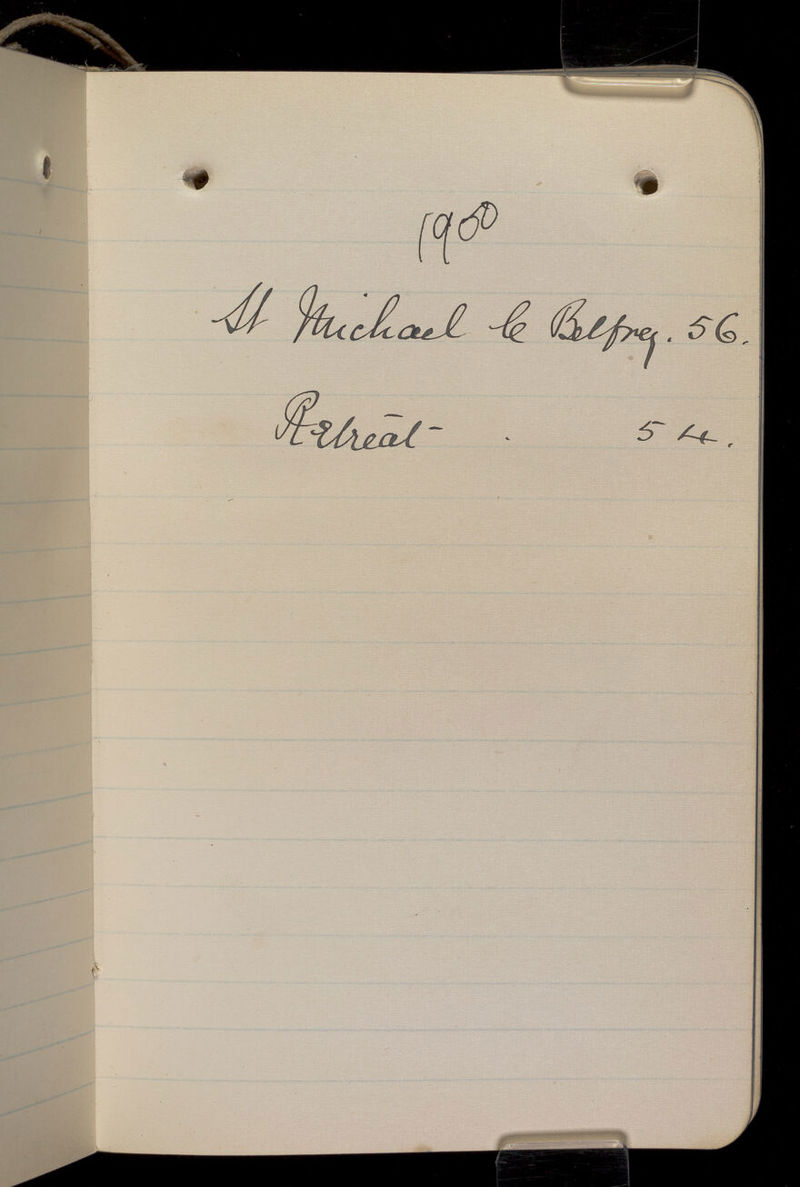 1900
St Michael le Belfrey. 56.
Retreat - . 54.